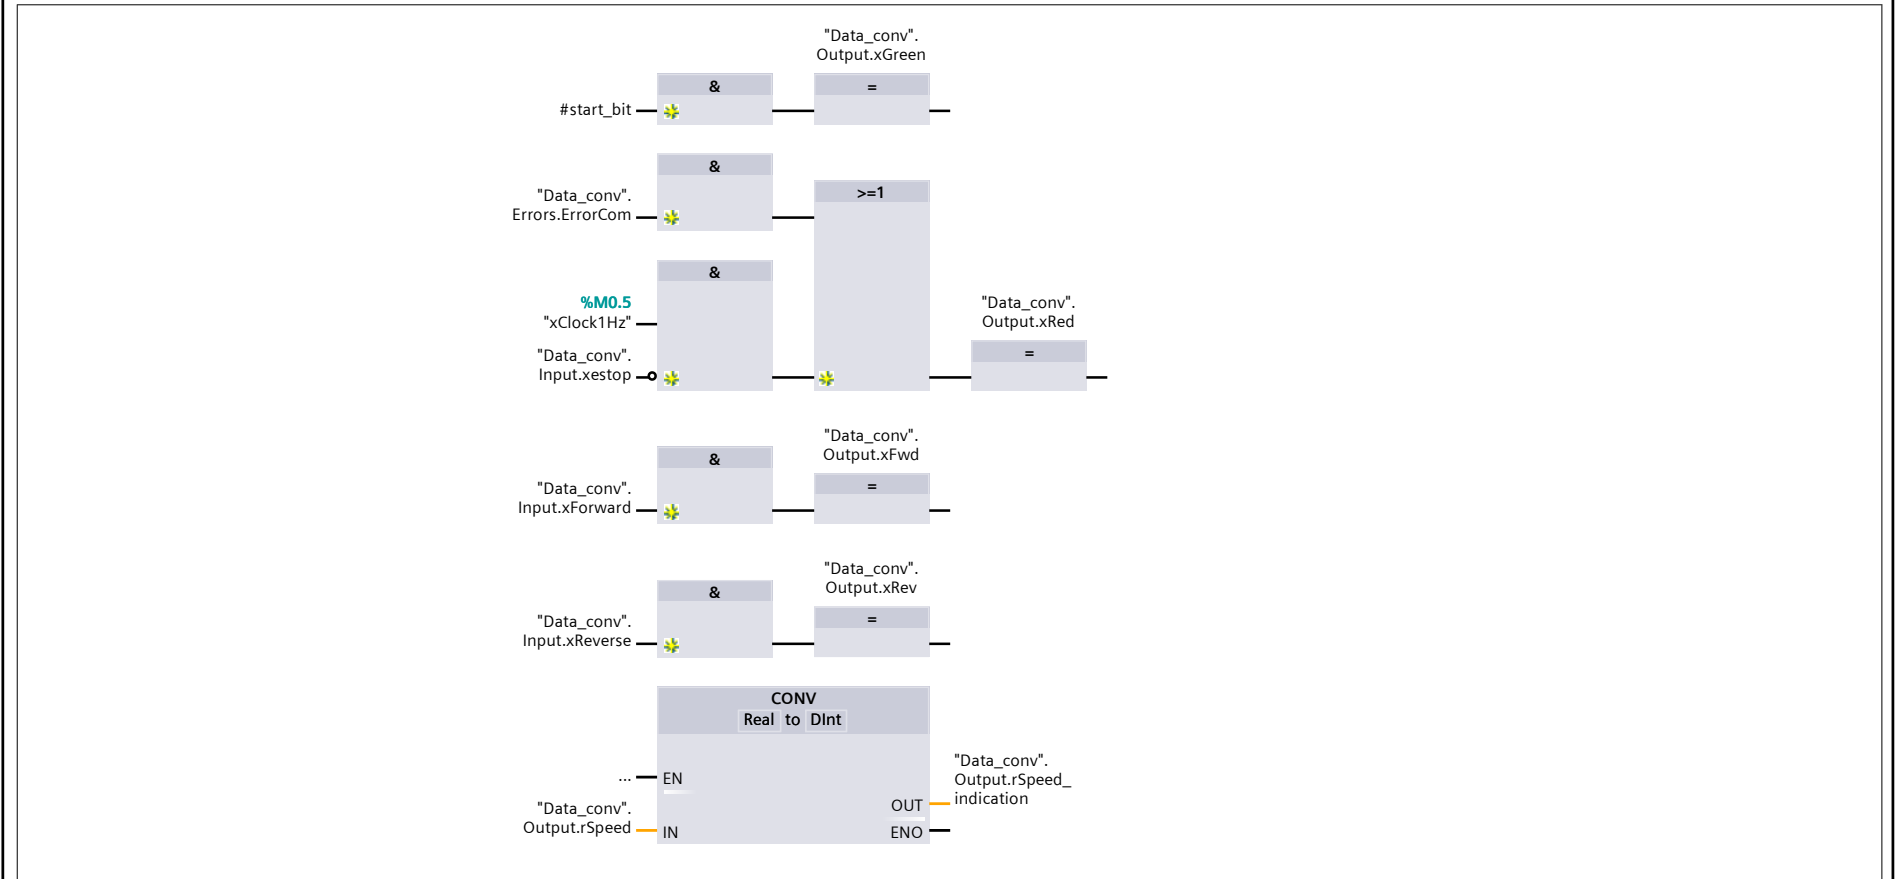 "Data_conv".
Output.xGreen
&
=
#start_bit
&
"Data_conv".
Errors.ErrorCom
>=1
&
%M0.5
"xClock1Hz"
"Data_conv".
Input.xestop
"Data_conv".
Output.xRed
=
"Data_conv".
Output.xFwd
&
=
"Data_conv".
Input.xForward
"Data_conv".
Output.xRev
&
=
"Data_conv".
Input.xReverse
CONV
Real to DInt
... EN
"Data_conv".
Output.rSpeed IN
OUT
ENO
"Data_conv".
Output.rSpeed_
indication